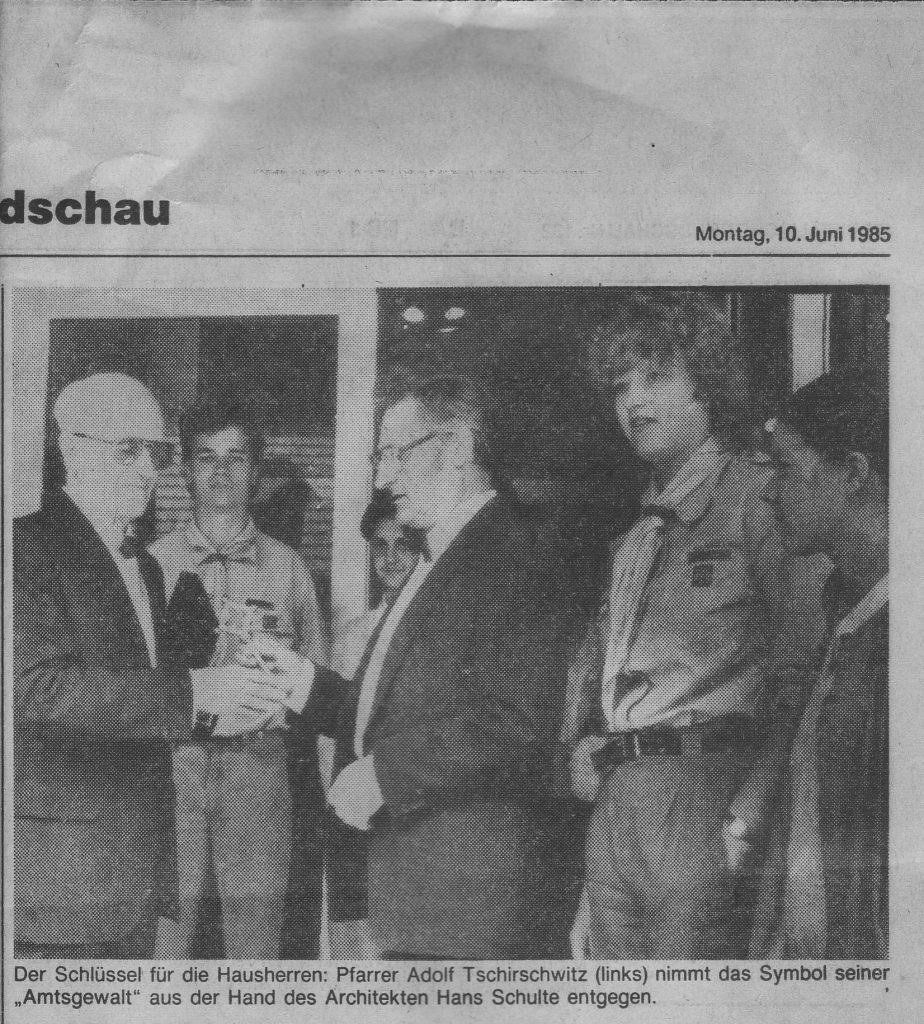 dschau
Montag, 10. Juni 1985
Der Schlüssel für die Hausherren: Pfarrer Adolf Tschirschwitz (links) nimmt das Symbol seiner
„Amtsgewalt“ aus der Hand des Architekten Hans Schulte entgegen.